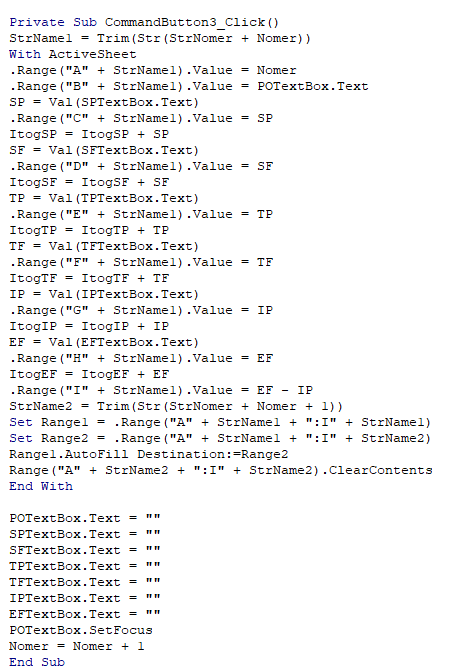 Private Sub CommandButton3_Click()
StrName1 = Trim(Str(StrNomer + Nomer))
With ActiveSheet
.Range("A" + StrName1).Value = Nomer
.Range("B" + StrName1).Value = POTextBox.Text
SP = Val(SPTextBox.Text)
.Range("C" + StrName1).Value = SP
ItogSP = ItogSP + SP
SF = Val(SFTextBox.Text)
.Range("D" + StrName1).Value = SF
ItogSF = ItogSF + SF
TP = Val(TPTextBox.Text)
.Range("E" + StrName1).Value = TP
ItogTP = ItogTP + TP
TF = Val(TFTextBox.Text)
.Range("F" + StrName1).Value = TF
ItogTF = ItogTF + TF
IP = Val(IPTextBox.Text)
.Range("G" + StrName1).Value = IP
ItogIP = ItogIP + IP
EF = Val(EFTextBox.Text)
.Range("H" + StrName1).Value = EF
ItogEF = ItogEF + EF
.Range("I" + StrName1).Value = EF - IP
StrName2 = Trim(Str(StrNomer + Nomer + 1))
Set Range1 = .Range("A" + StrName1 + ":I" + StrName1)
Set Range2 = .Range("A" + StrName1 + ":I" + StrName2)
Range1.AutoFill Destination:=Range2
Range("A" + StrName2 + ":I" + StrName2).ClearContents
End With
POTextBox.Text = ""
SPTextBox.Text = ""
SFTextBox.Text = ""
TPTextBox.Text = ""
TFTextBox.Text = ""
IPTextBox.Text = ""
EFTextBox.Text = ""
POTextBox.SetFocus
Nomer = Nomer + 1
End Sub